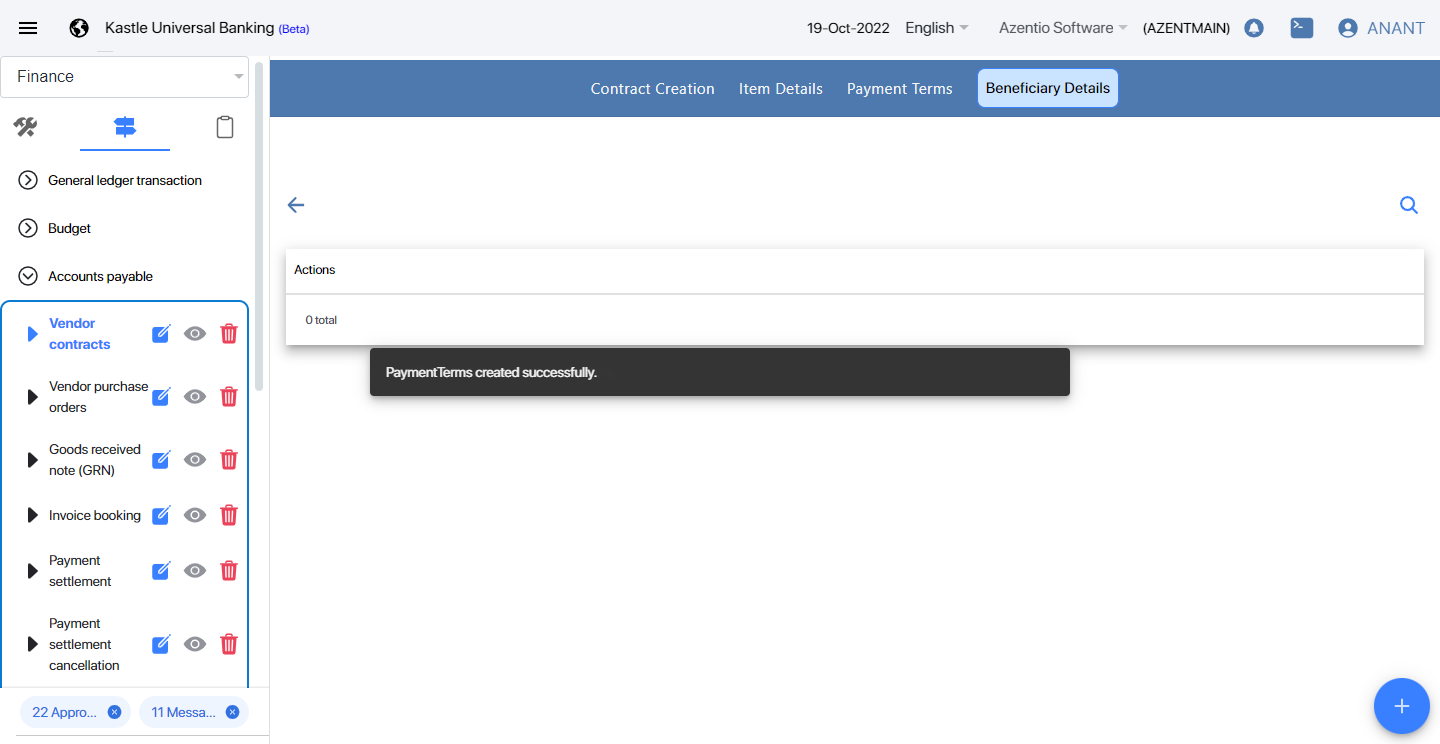 Kastle Universal Banking (Beta)
19-Oct-2022 English Azentio Software (AZENTMAIN) ANANT
Finance
Contract Creation Item Details Payment Terms Beneficiary Details
General ledger transaction
Budget
Accounts payable
Vendor
contracts
Vendor purchase
orders
Goods received
note (GRN)
Invoice booking
Payment
settlement
Payment
settlement
cancellation
22 Appro... 11 Messa...
Actions
0 total
PaymentTerms created successfully.